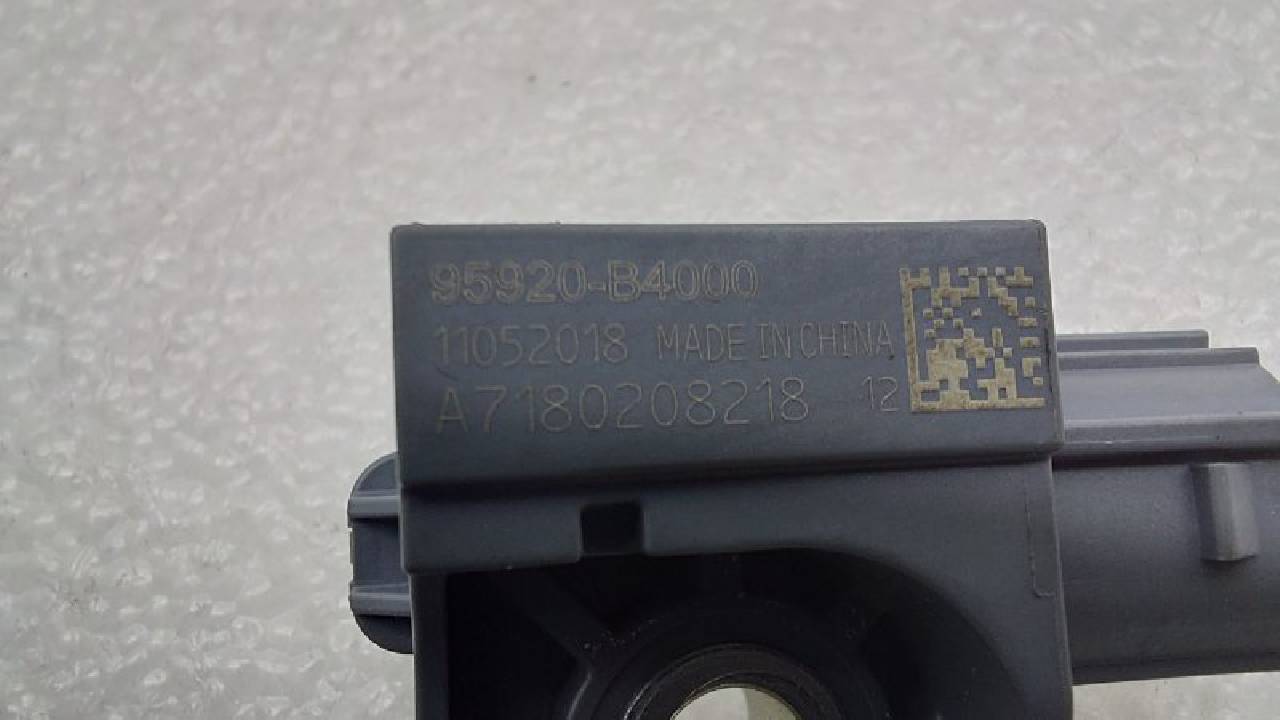 95920-B4000
11052018 MADE IN CHINA
A7180208218 12